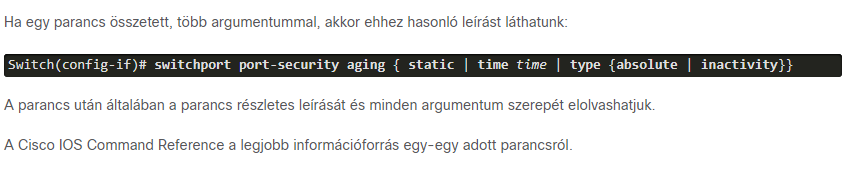 Ha egy parancs összetett, több argumentummal, akkor ehhez hasonló leírást láthatunk:
Switch(config-if)# switchport port-security aging { static | time time | type {absolute | inactivity}}
A parancs után általában a parancs részletes leírását és minden argumentum szerepét elolvashatjuk.
A Cisco IOS Command Reference a legjobb információforrás egy-egy adott parancsról.